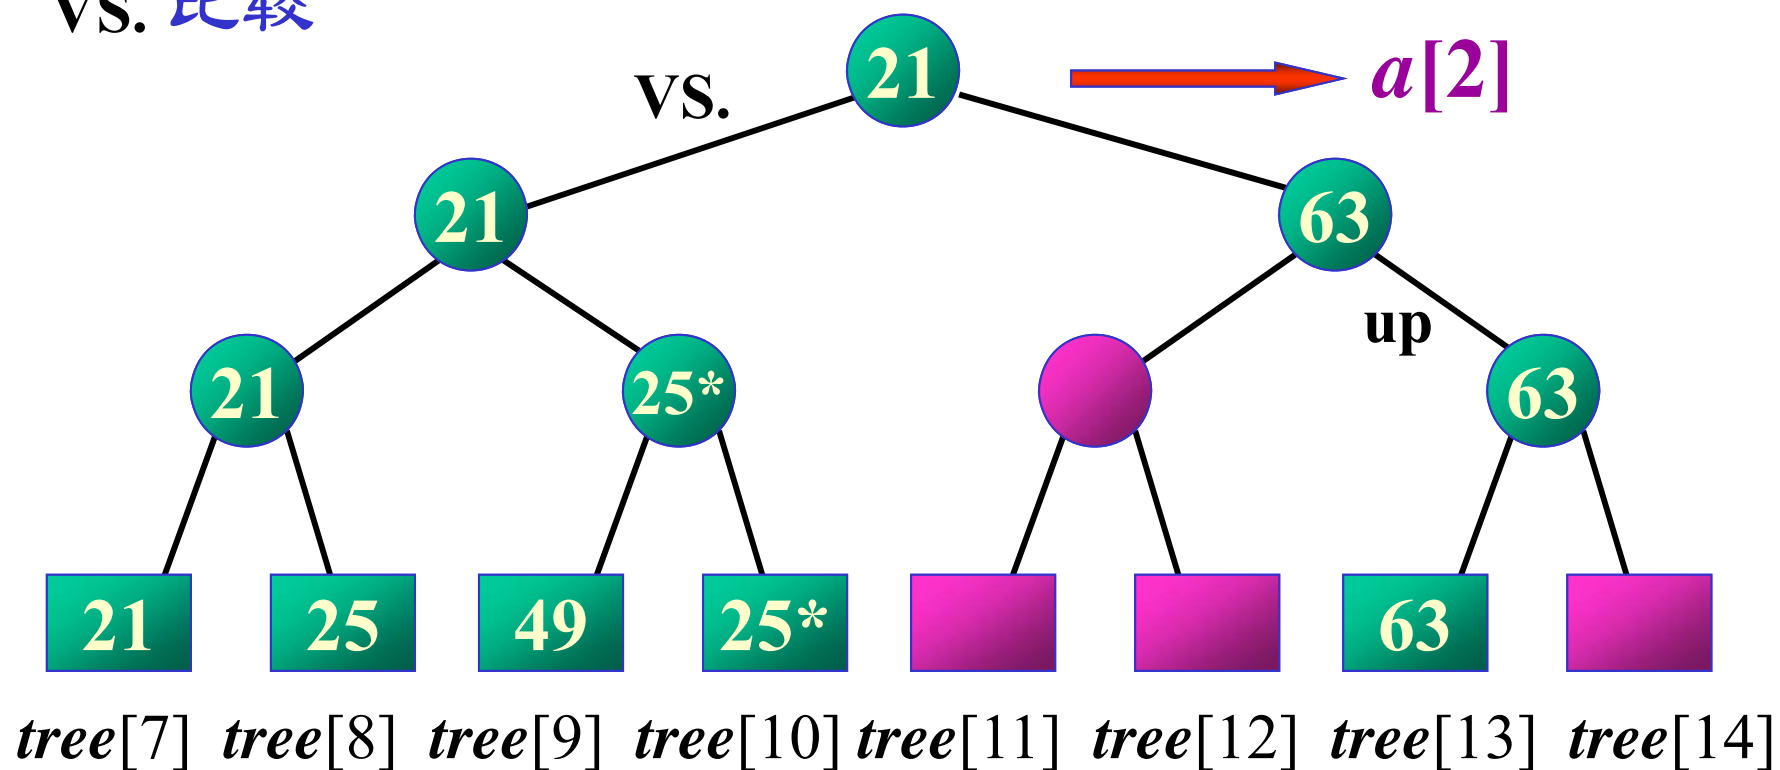 vs. 比较
21
a[2]
vs.
21 63
up
21 25* 63
21 25 49 25* 63
tree[7] tree[8] tree[9] tree[10] tree[11] tree[12] tree[13] tree[14]